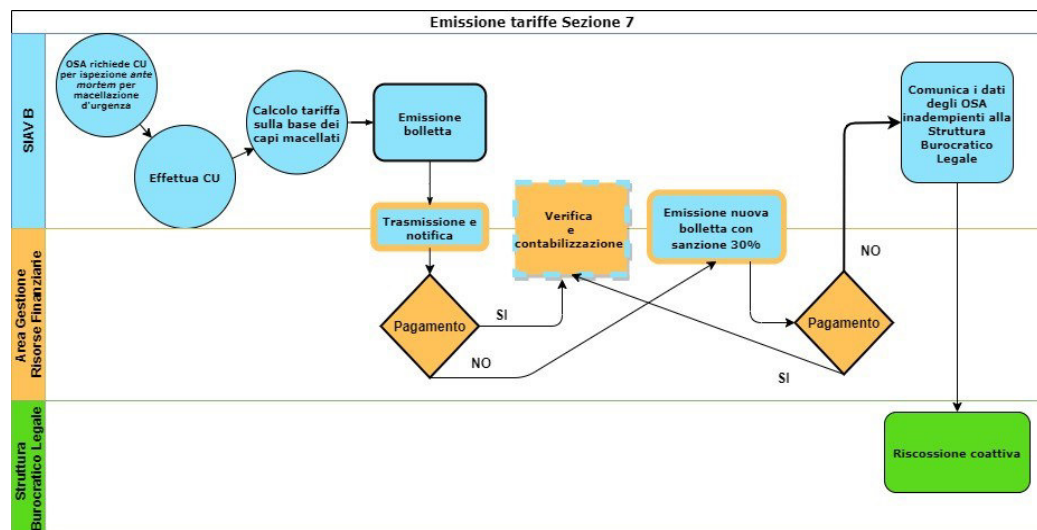 Emissione tariffe Sezione 7
SIAV B
OSA richiede CU
per ispezione ante
mortem per
macellazione
d'urgenza
Effettua CU
Calcolo tariffa
sulla base dei
capi macellati
Emissione
bolletta
Trasmissione e
notifica
Verifica
e
contabilizzazione
Emissione nuova
bolletta con
sanzione 30%
Comunica i dati
degli OSA
inadempienti alla
Struttura
Burocratico
Legale
Area Gestione
Risorse Finanziarie
Pagamento
SI
NO
Pagamento
NO
SI
Struttura
Burocratico Legale
Riscossione coattiva